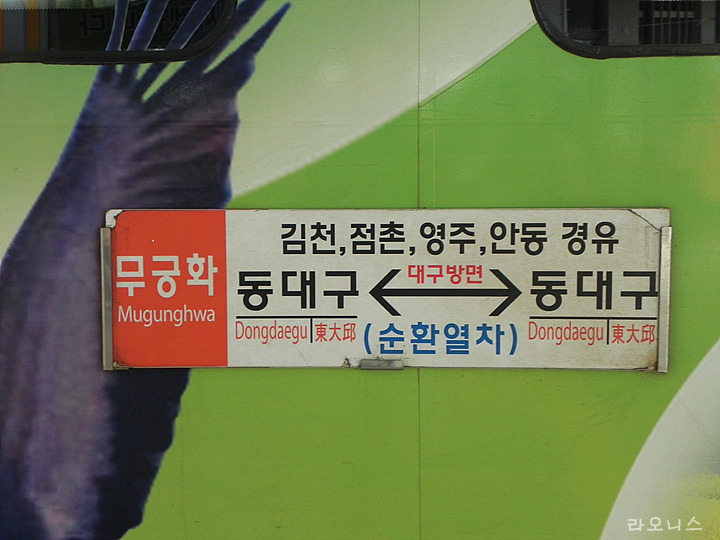 김천,점촌,영주,안동 경유
무궁화
Mugunghwa
동대구 대구방면 동대구
Dongdaegu 東大邱 (순환열차) Dongdaegu 東大邱
라오니스